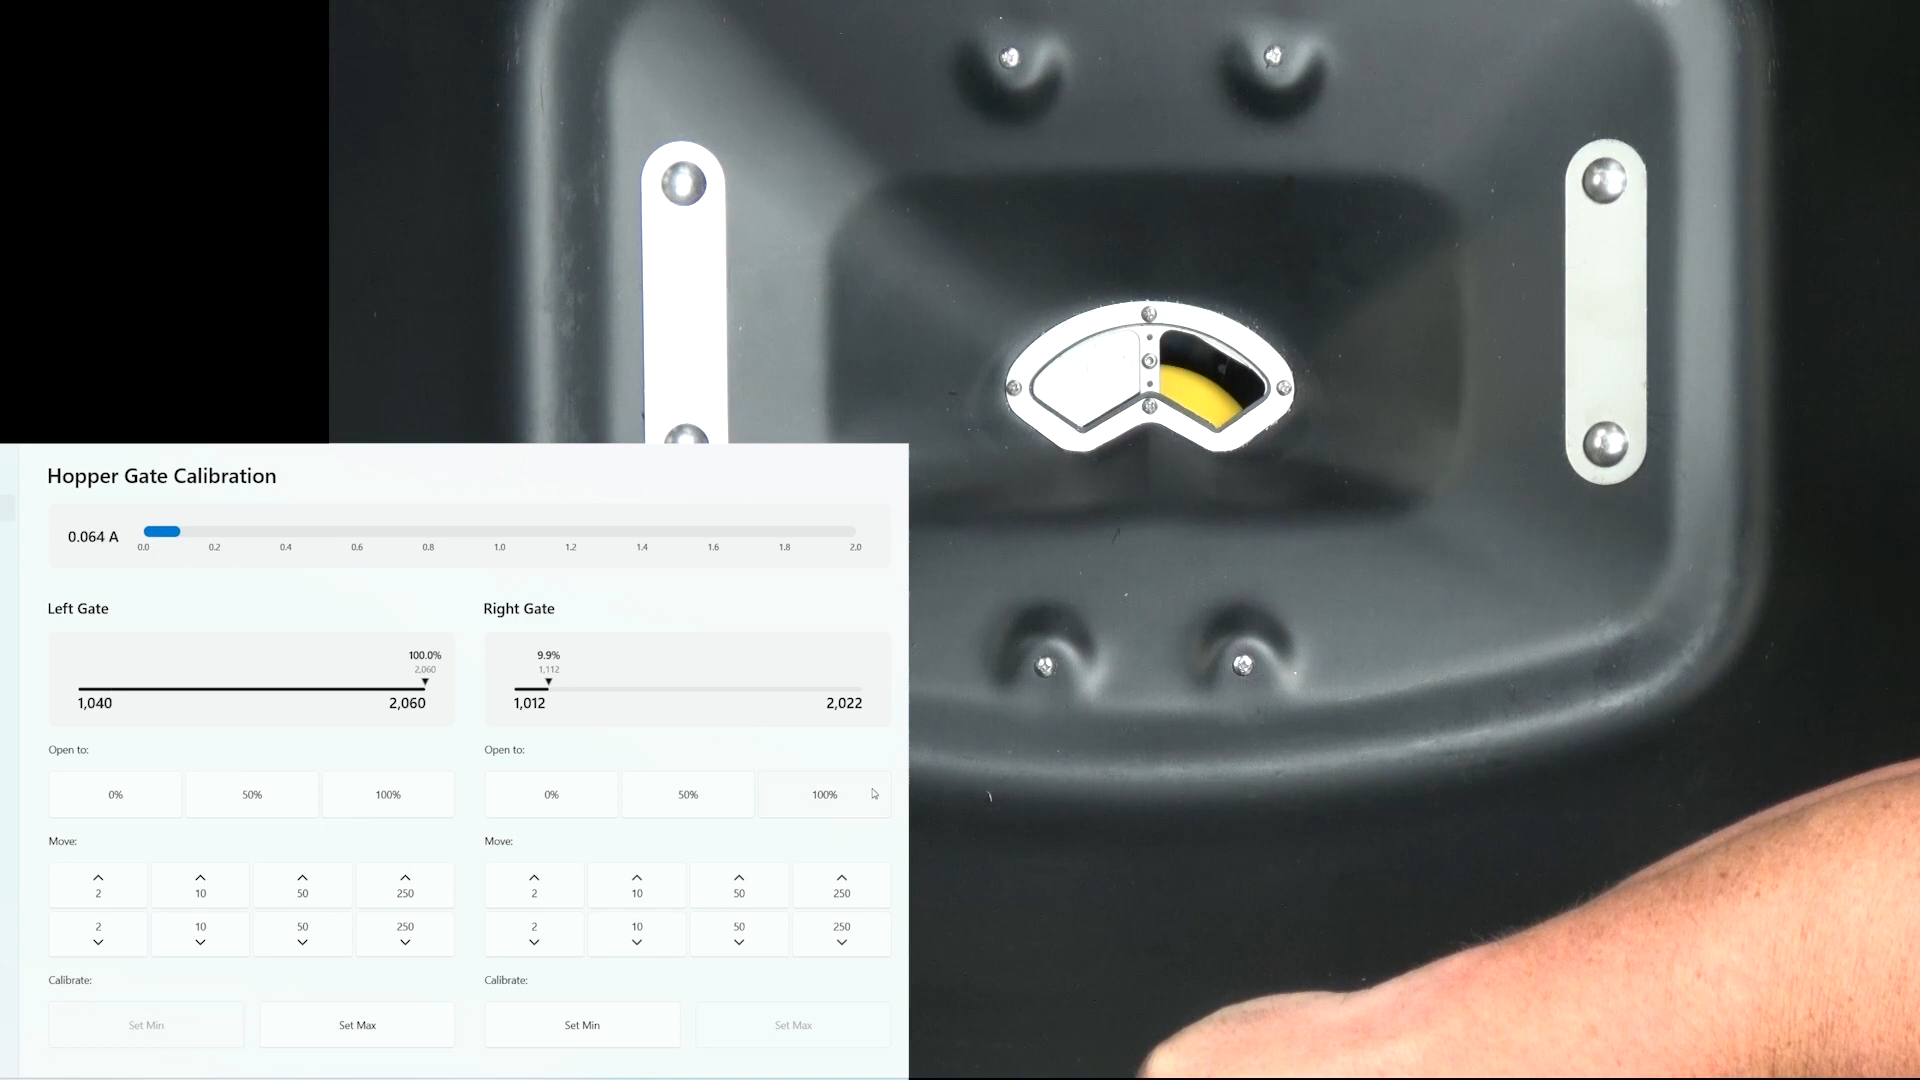 Hopper Gate Calibration
0.064 A
0.0 0.2 0.4 0.6 0.8 1.0 1.2 1.4 1.6 1.8 2.0
Left Gate
100.0%
2,060
1,040 2,060
Open to:
0% 50% 100%
Move:
2 10 50 250
2 10 50 250
Calibrate:
Set Min Set Max
Right Gate
9.9%
1,112
1,012 2,022
Open to:
0% 50% 100%
Move:
2 10 50 250
2 10 50 250
Calibrate:
Set Min Set Max